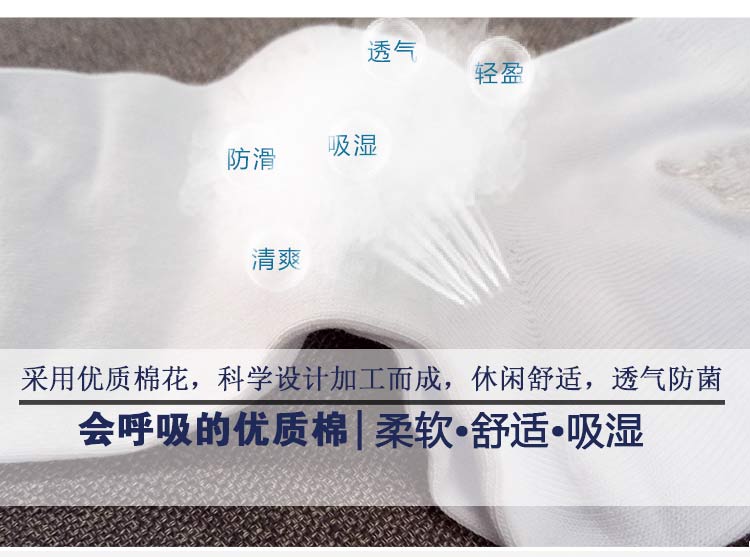 透气
轻盈
吸湿
防滑
清爽
采用优质棉花，科学设计加工而成，休闲舒适，透气防菌
会呼吸的优质棉|柔软•舒适•吸湿